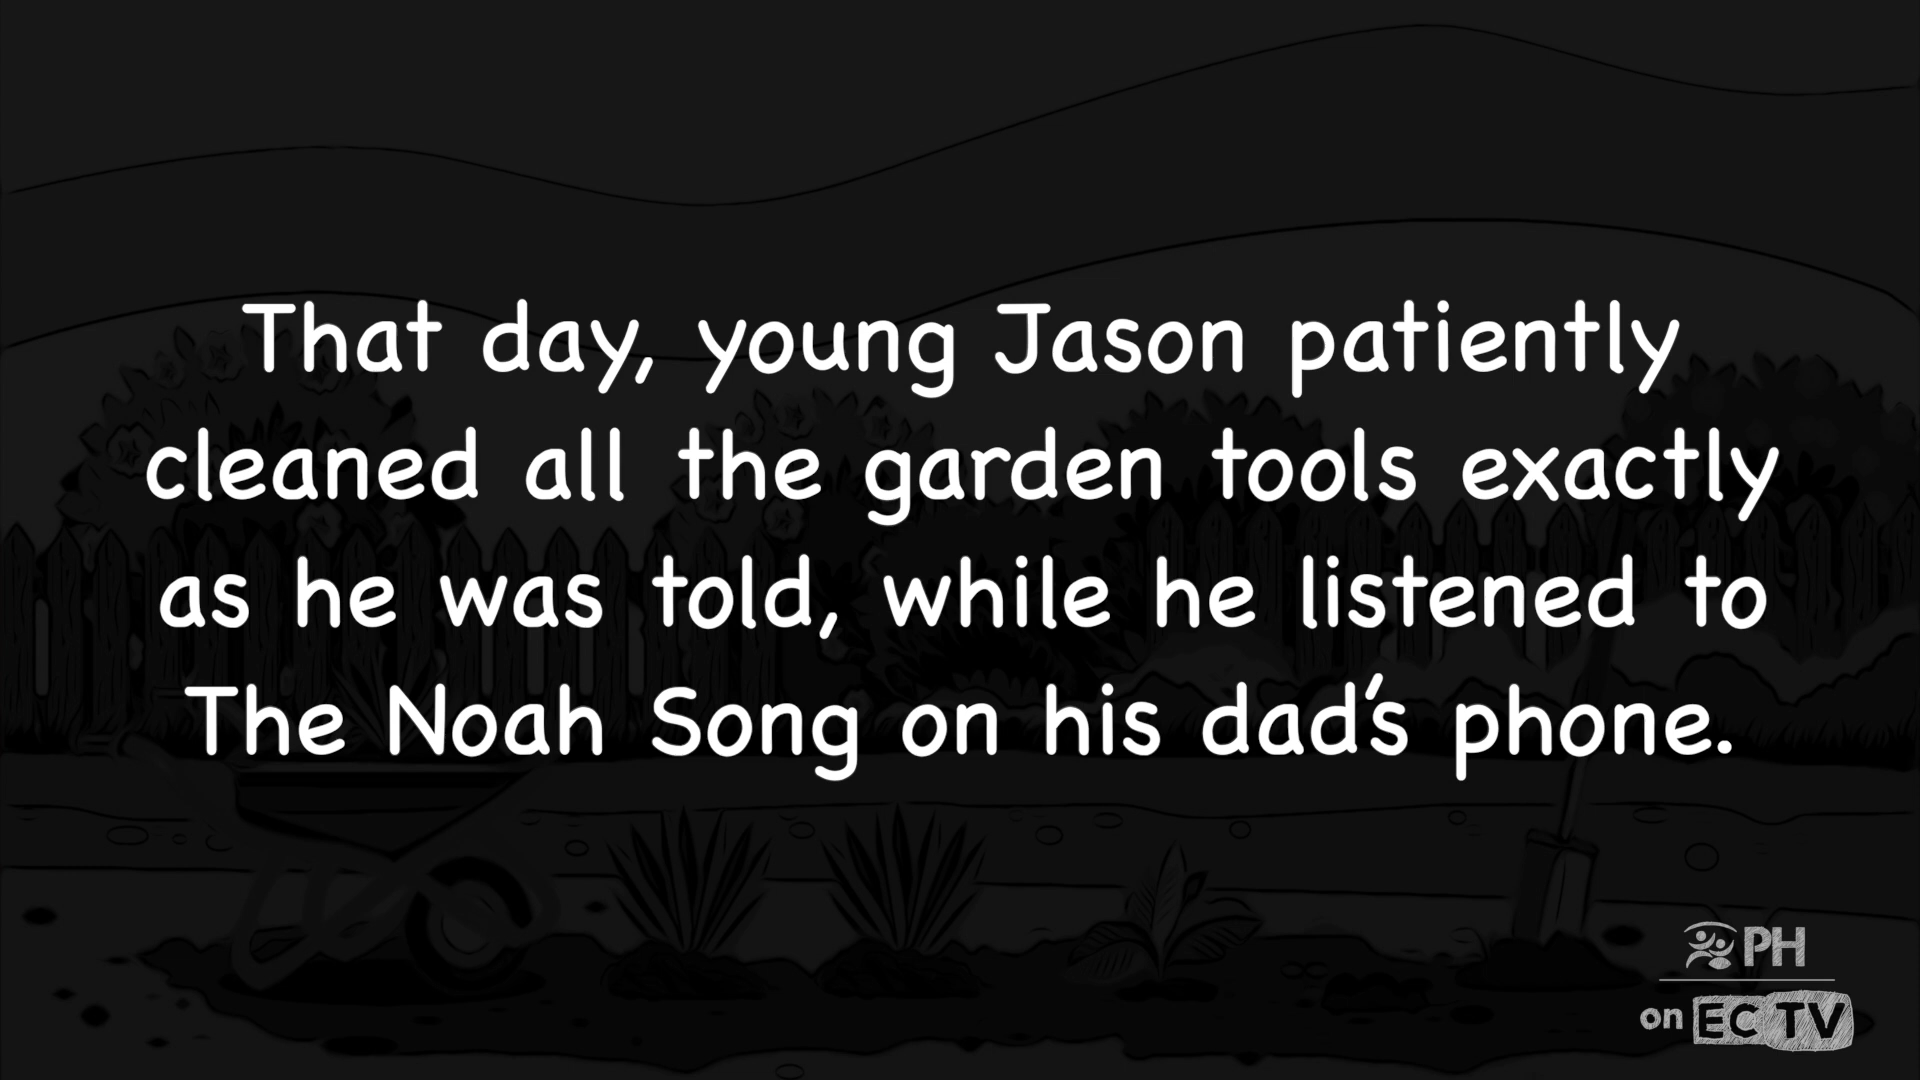 That day, young Jason patiently
cleaned all the garden tools exactly
as he was told, while he listened to
The Noah Song on his dad's phone.
PH
on EC TV